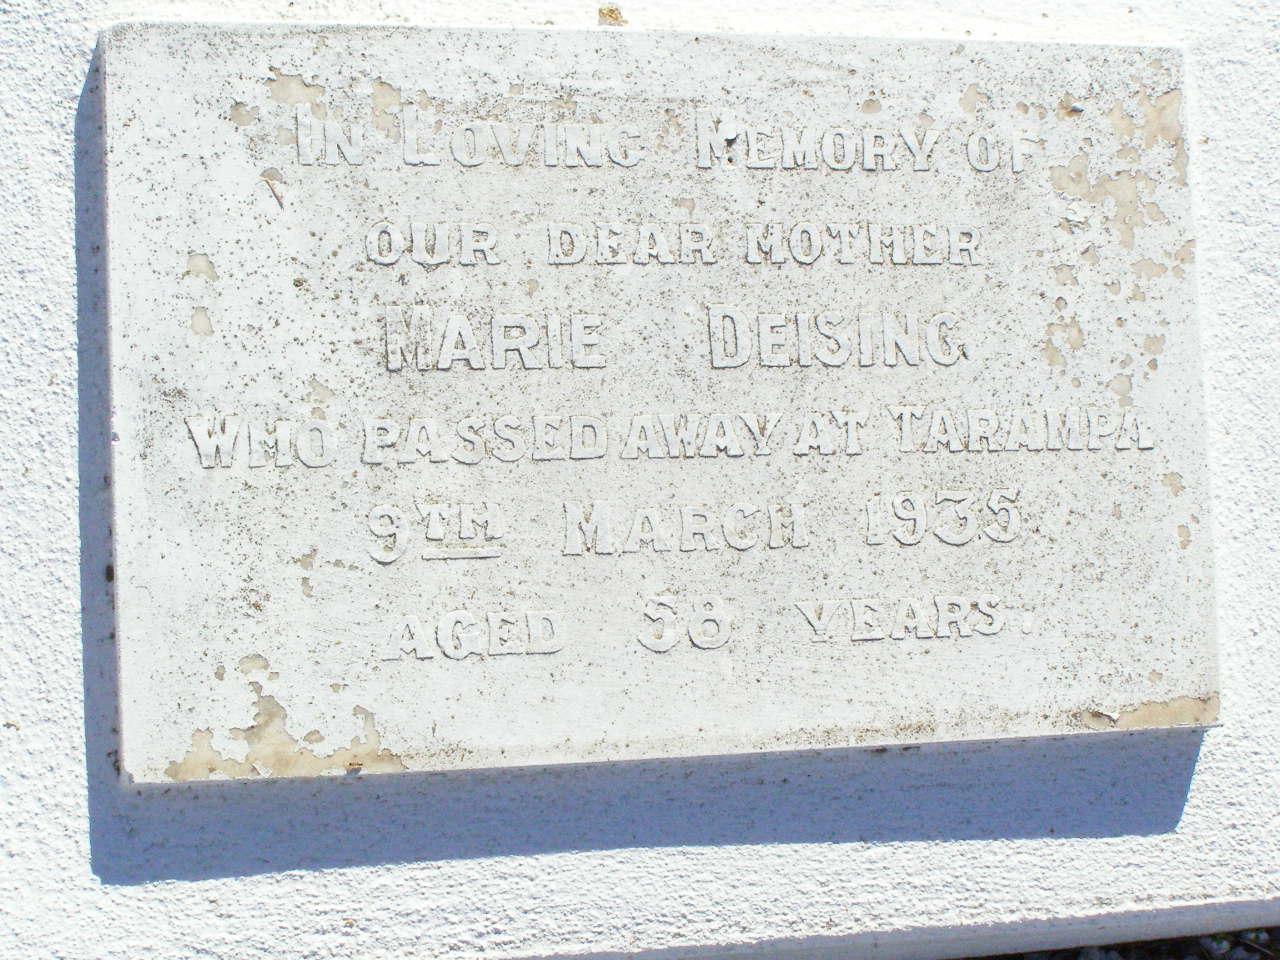 IN LOVING MEMORY OF
OUR DEAR MOTHER
MARIE DEISING
WHO PASSED AWAY AT TARAMPA
9TH MARCH 1935
AGED 58 YEARS.